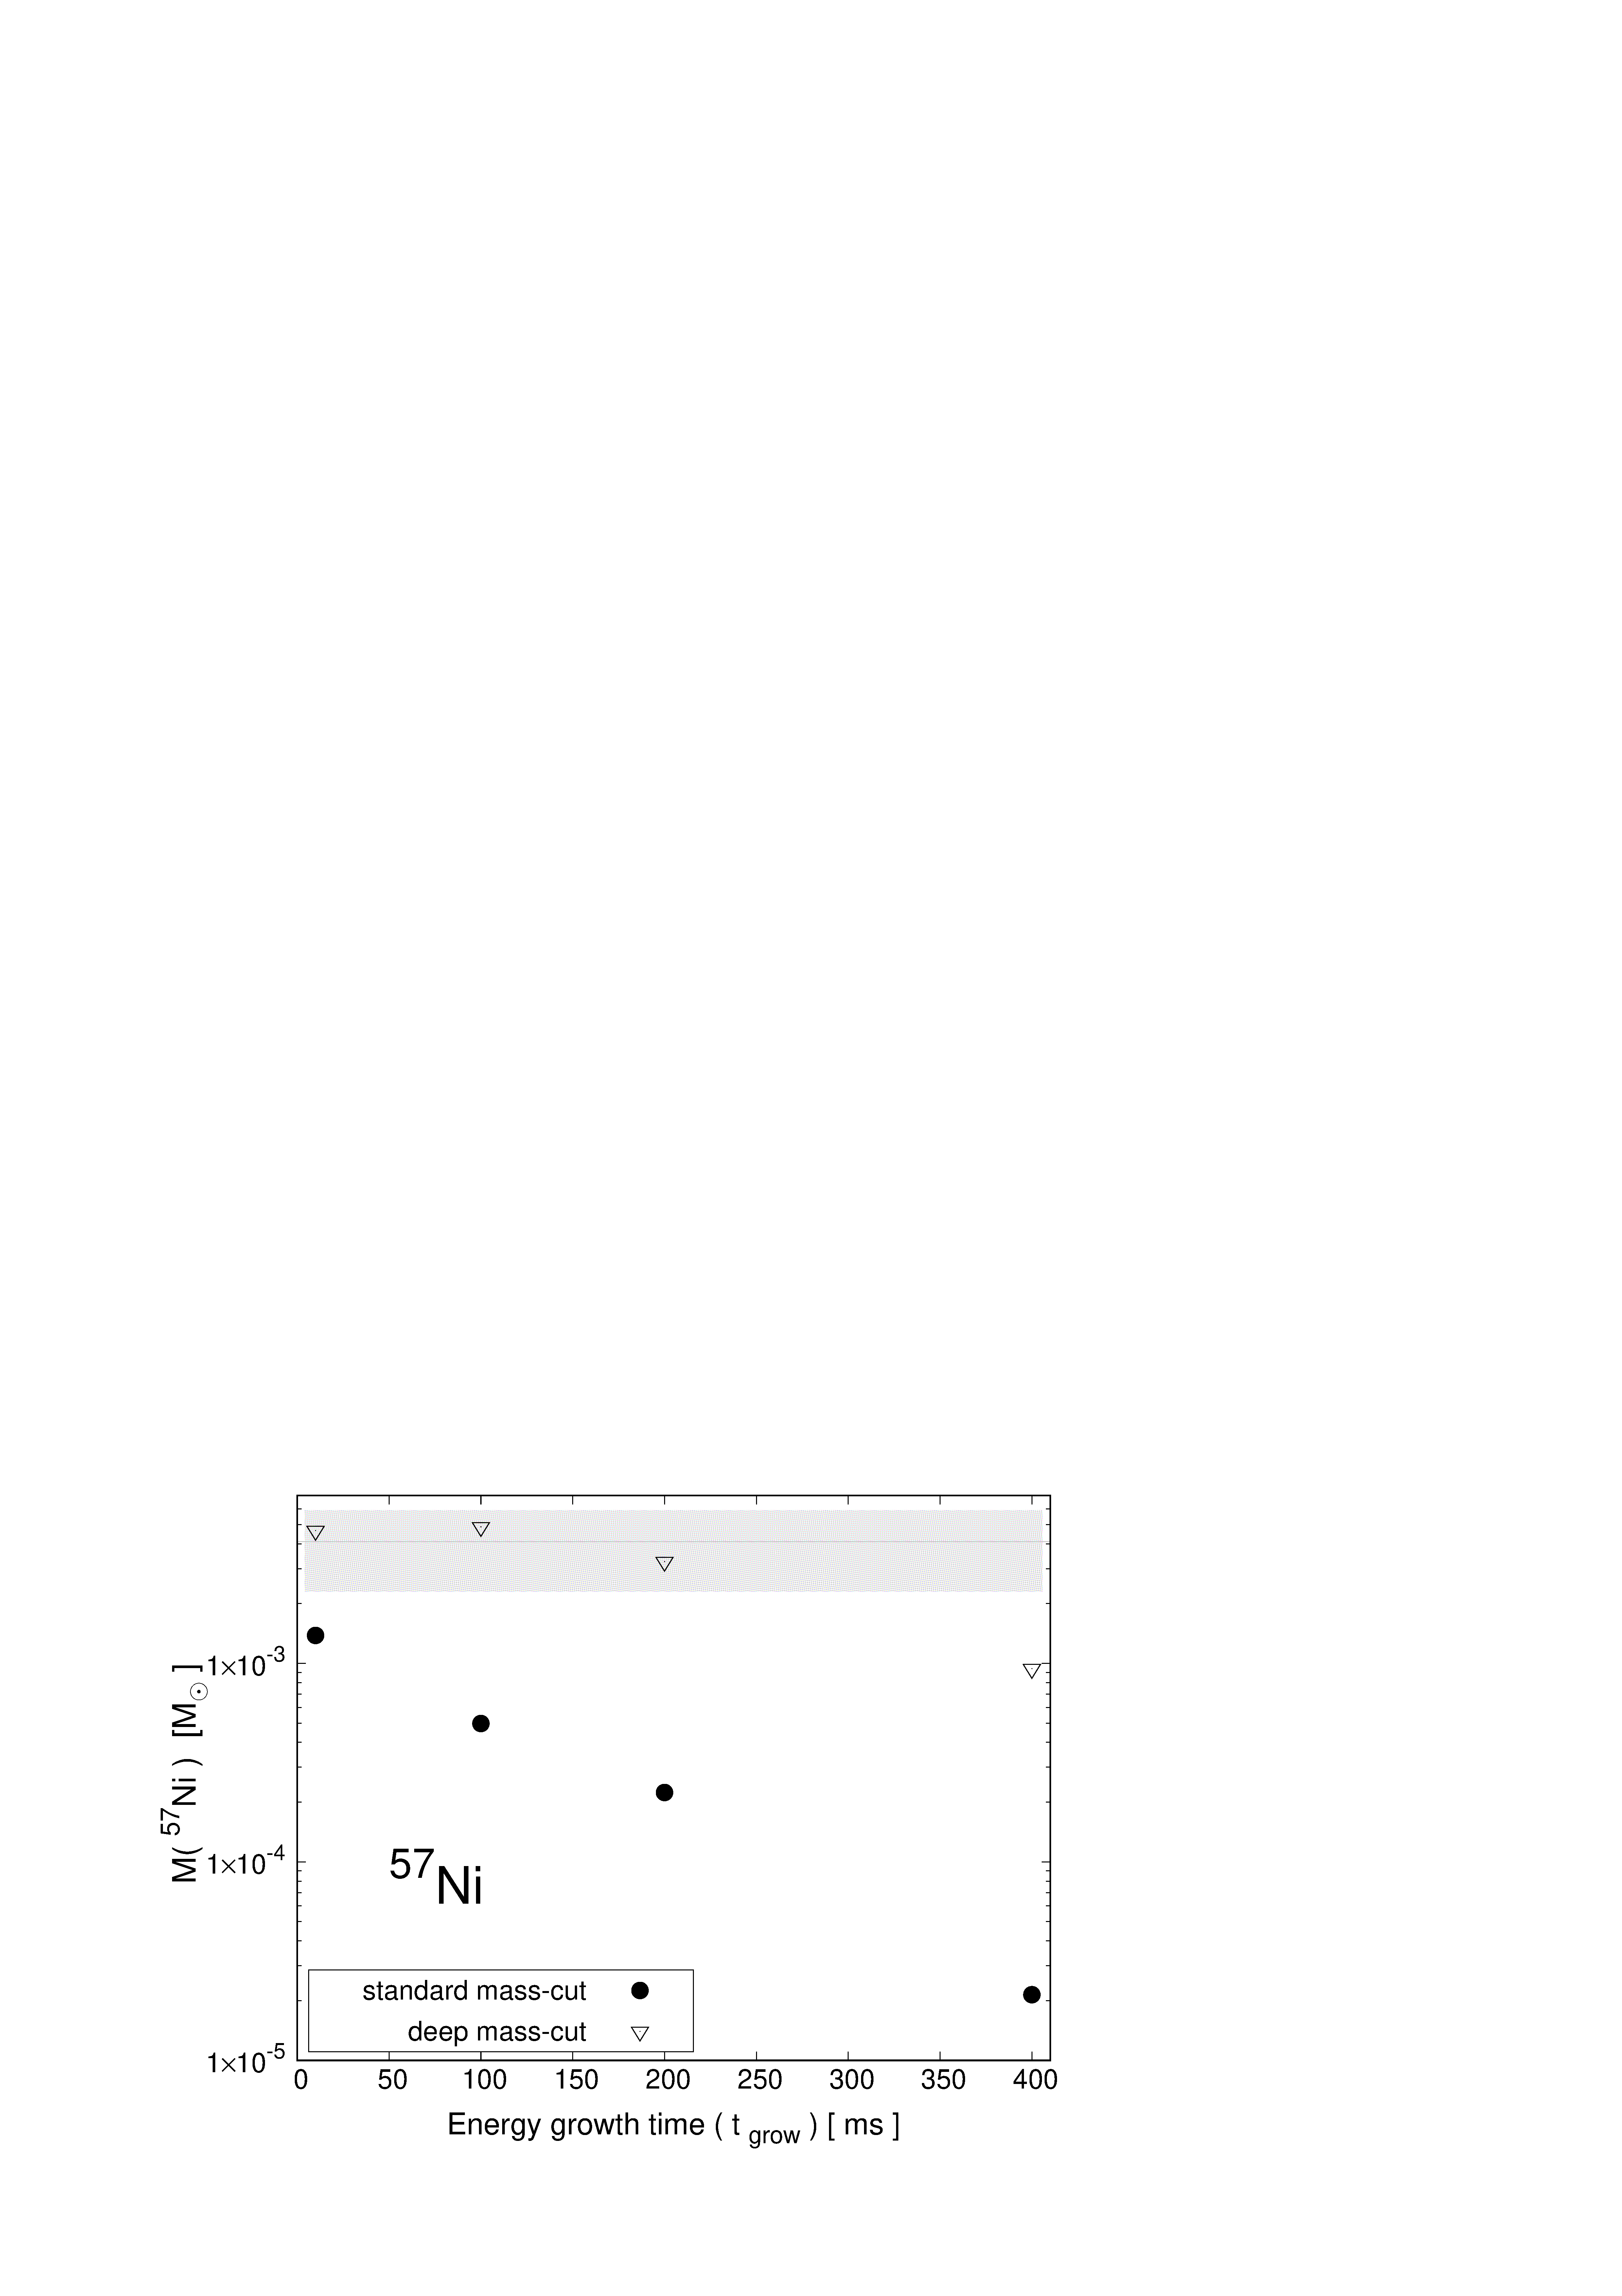 M( ⁵⁷Ni ) [M☉]
1×10⁻³
1×10⁻⁴
1×10⁻⁵
⁵⁷Ni
standard mass-cut
deep mass-cut
0 50 100 150 200 250 300 350 400
Energy growth time ( t grow ) [ ms ]